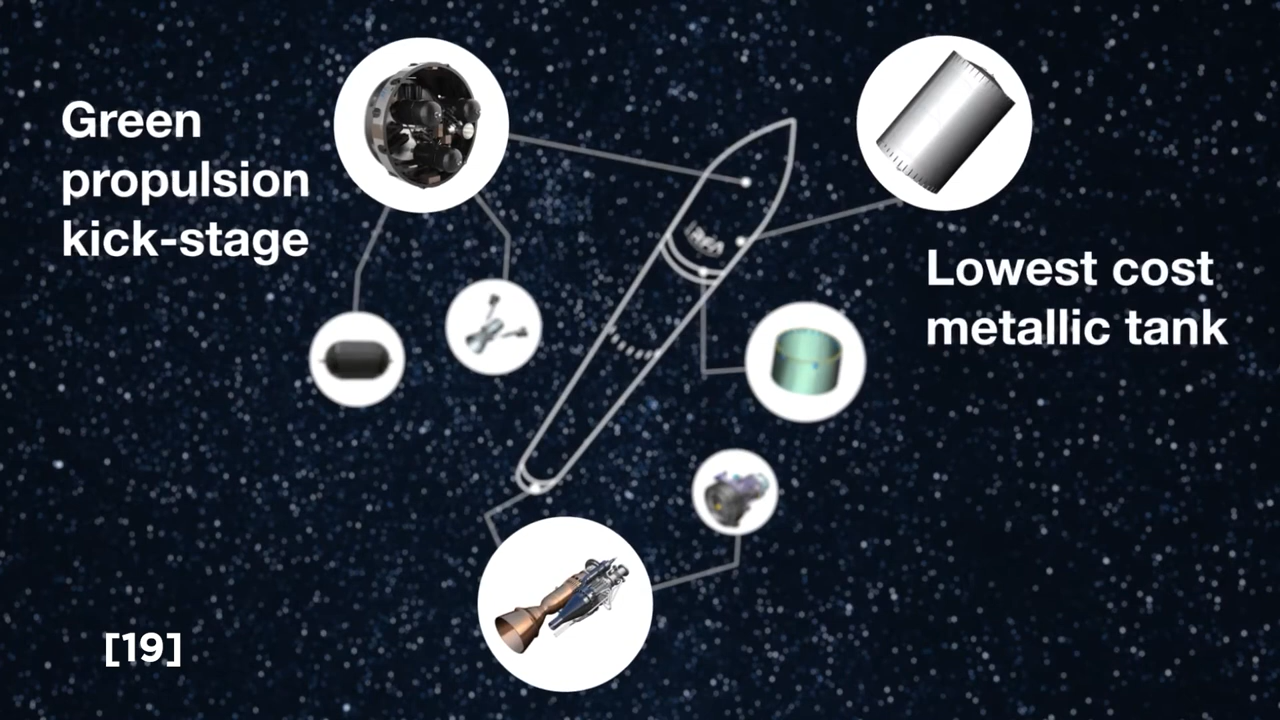 Green
propulsion
kick-stage
Lowest cost
metallic tank
[19]